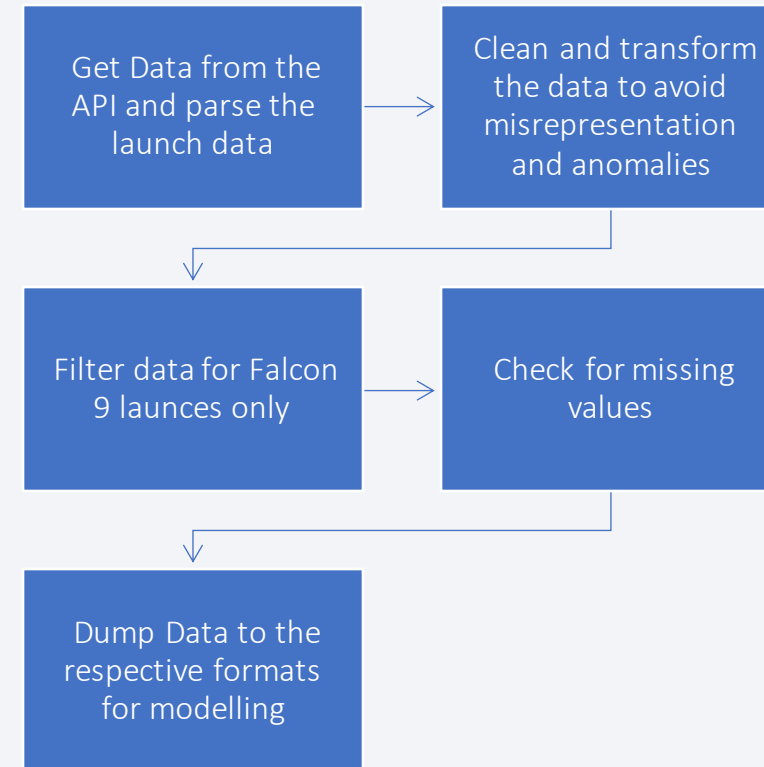 Get Data from the
API and parse the
launch data
Clean and transform
the data to avoid
misrepresentation
and anomalies
Filter data for Falcon
9 launces only
Check for missing
values
Dump Data to the
respective formats
for modelling